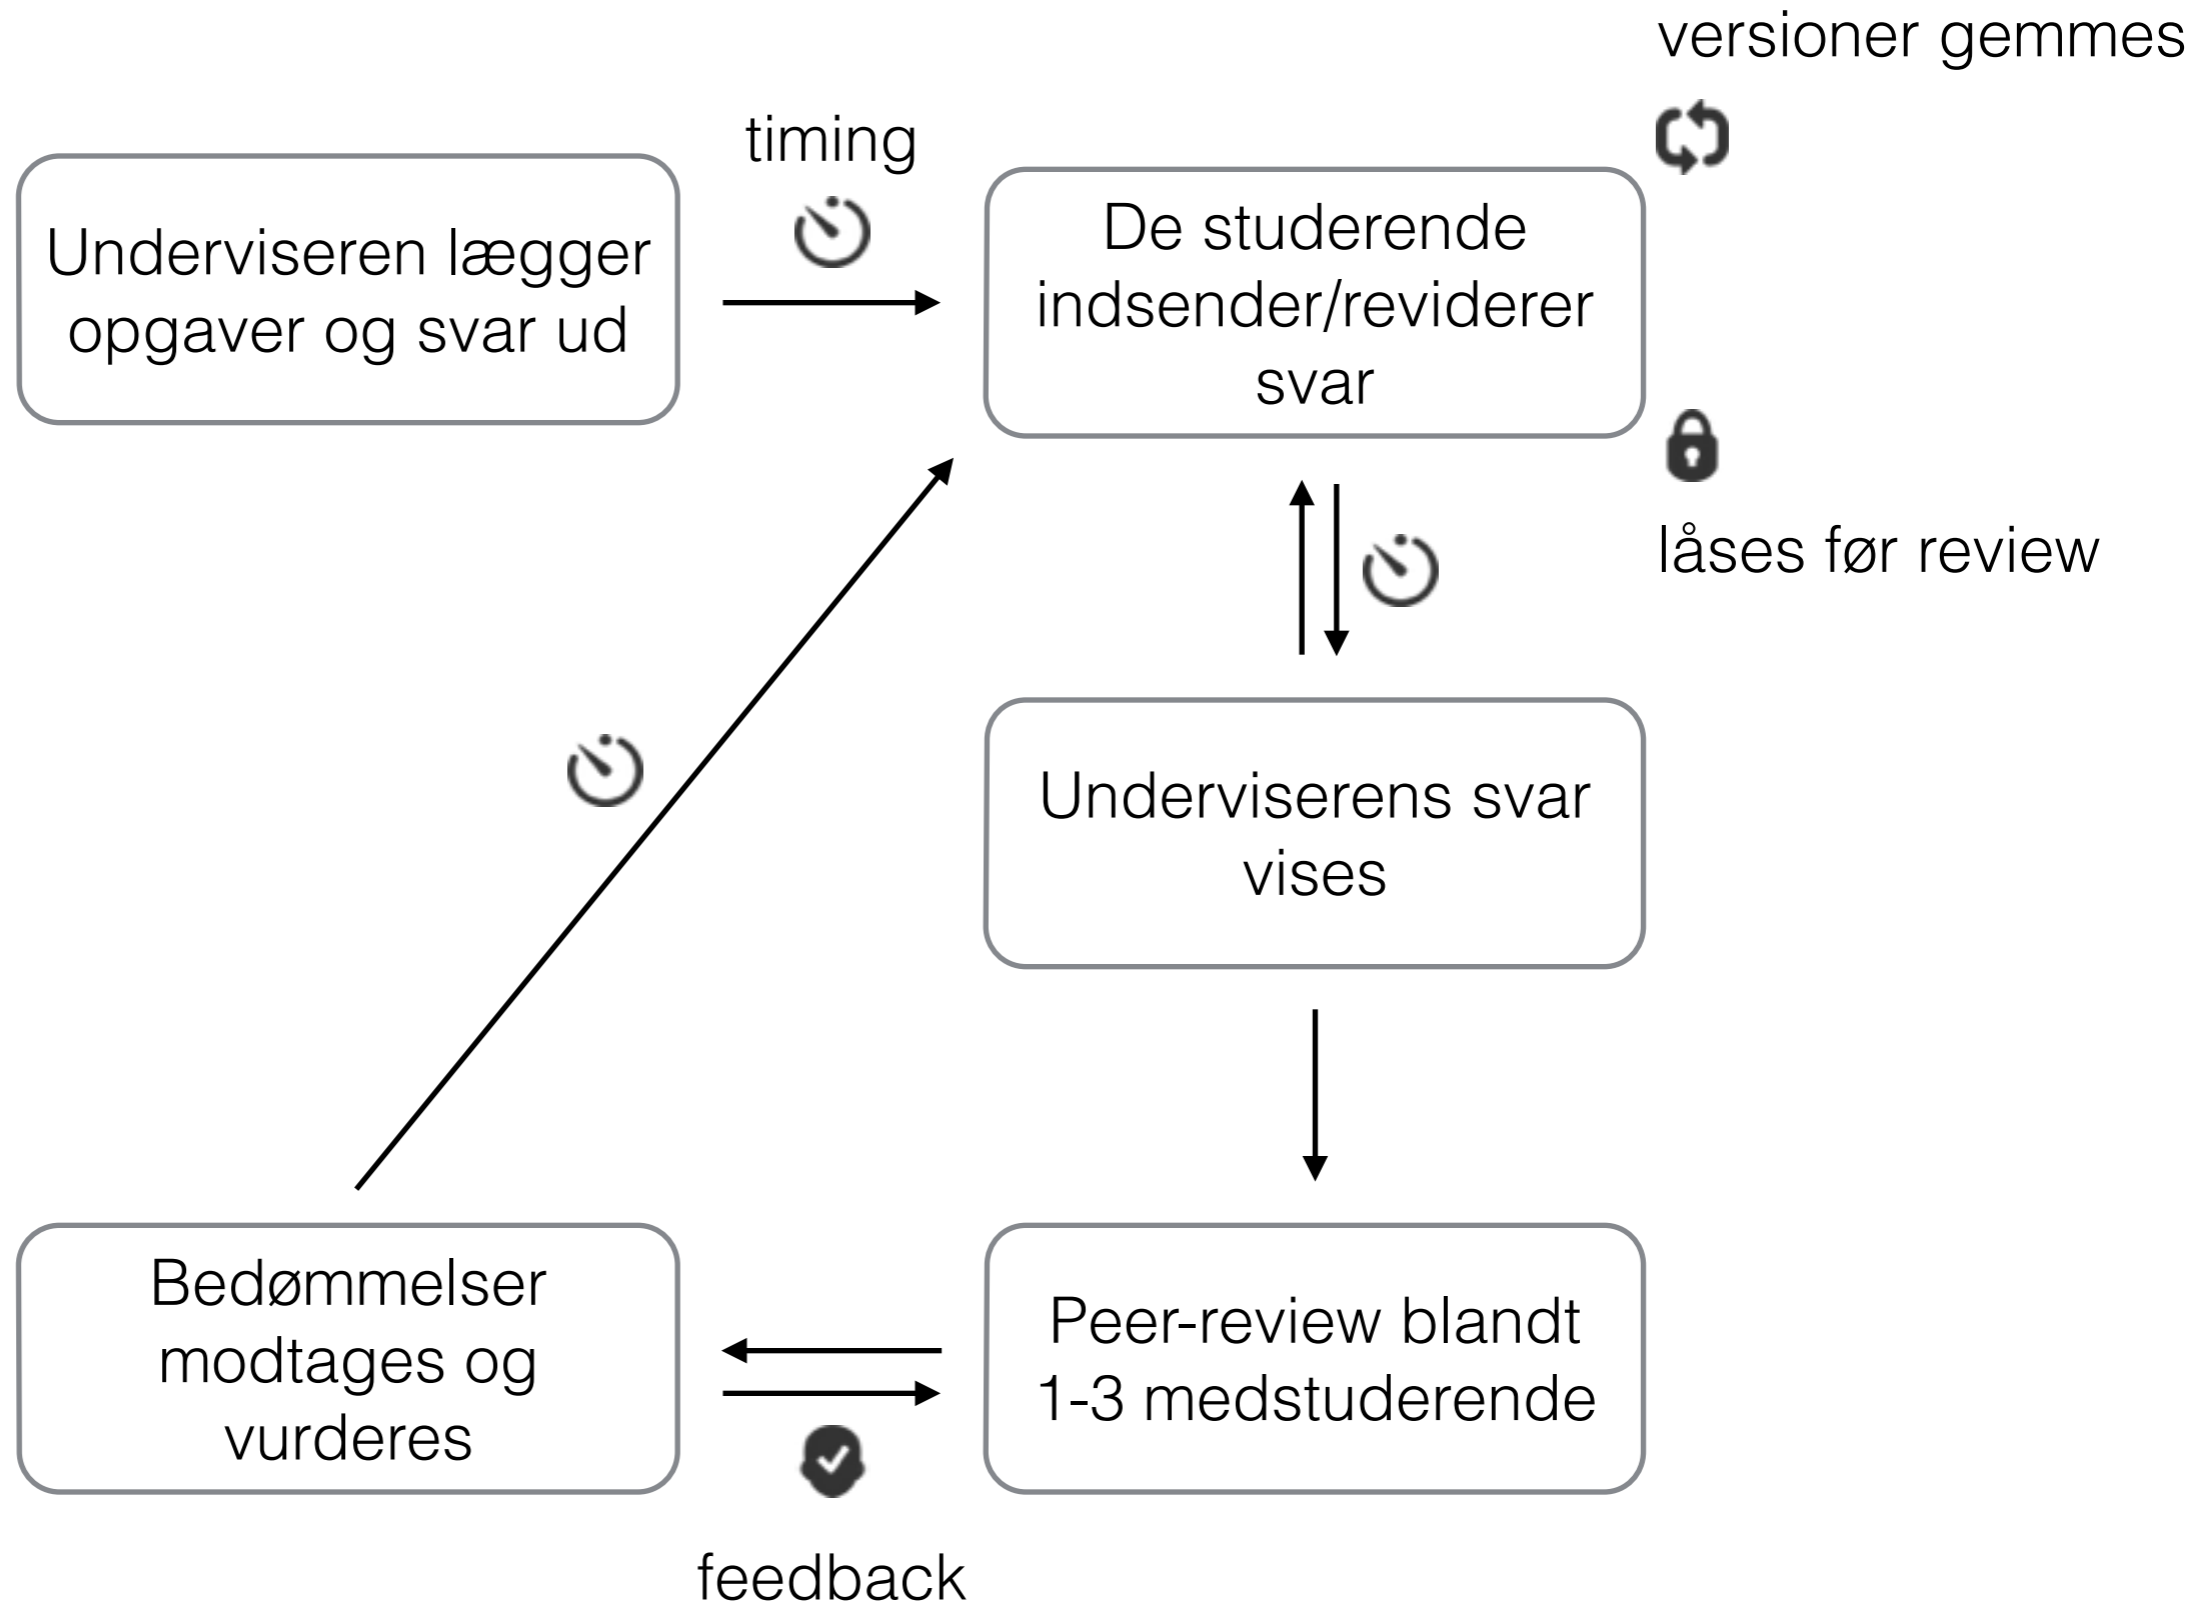 versioner gemmes
timing
Underviseren lægger
opgaver og svar ud
De studerende
indsender/reviderer
svar
låses før review
Underviserens svar
vises
Bedømmelser
modtages og
vurderes
Peer-review blandt
1-3 medstuderende
feedback